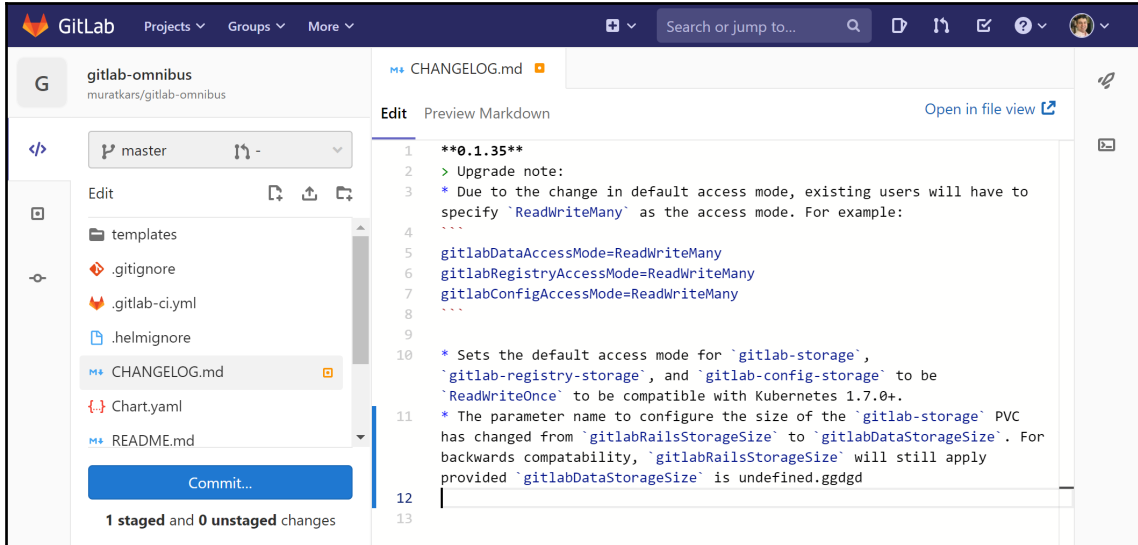 GitLab Projects Groups More Search or jump to...
G gitlab-omnibus
muratkars/gitlab-omnibus
master -
Edit
templates
.gitignore
.gitlab-ci.yml
.helmignore
CHANGELOG.md
{..} Chart.yaml
README.md
Commit...
1 staged and 0 unstaged changes
CHANGELOG.md
Edit Preview Markdown Open in file view
1 **0.1.35**
2 > Upgrade note:
3 * Due to the change in default access mode, existing users will have to
specify `ReadWriteMany` as the access mode. For example:
4 ```
5 gitlabDataAccessMode=ReadWriteMany
6 gitlabRegistryAccessMode=ReadWriteMany
7 gitlabConfigAccessMode=ReadWriteMany
8 ```
9
10 * Sets the default access mode for `gitlab-storage`,
`gitlab-registry-storage`, and `gitlab-config-storage` to be
`ReadWriteOnce` to be compatible with Kubernetes 1.7.0+.
11 * The parameter name to configure the size of the `gitlab-storage` PVC
has changed from `gitlabRailsStorageSize` to `gitlabDataStorageSize`. For
backwards compatability, `gitlabRailsStorageSize` will still apply
provided `gitlabDataStorageSize` is undefined.ggdgd
12
13